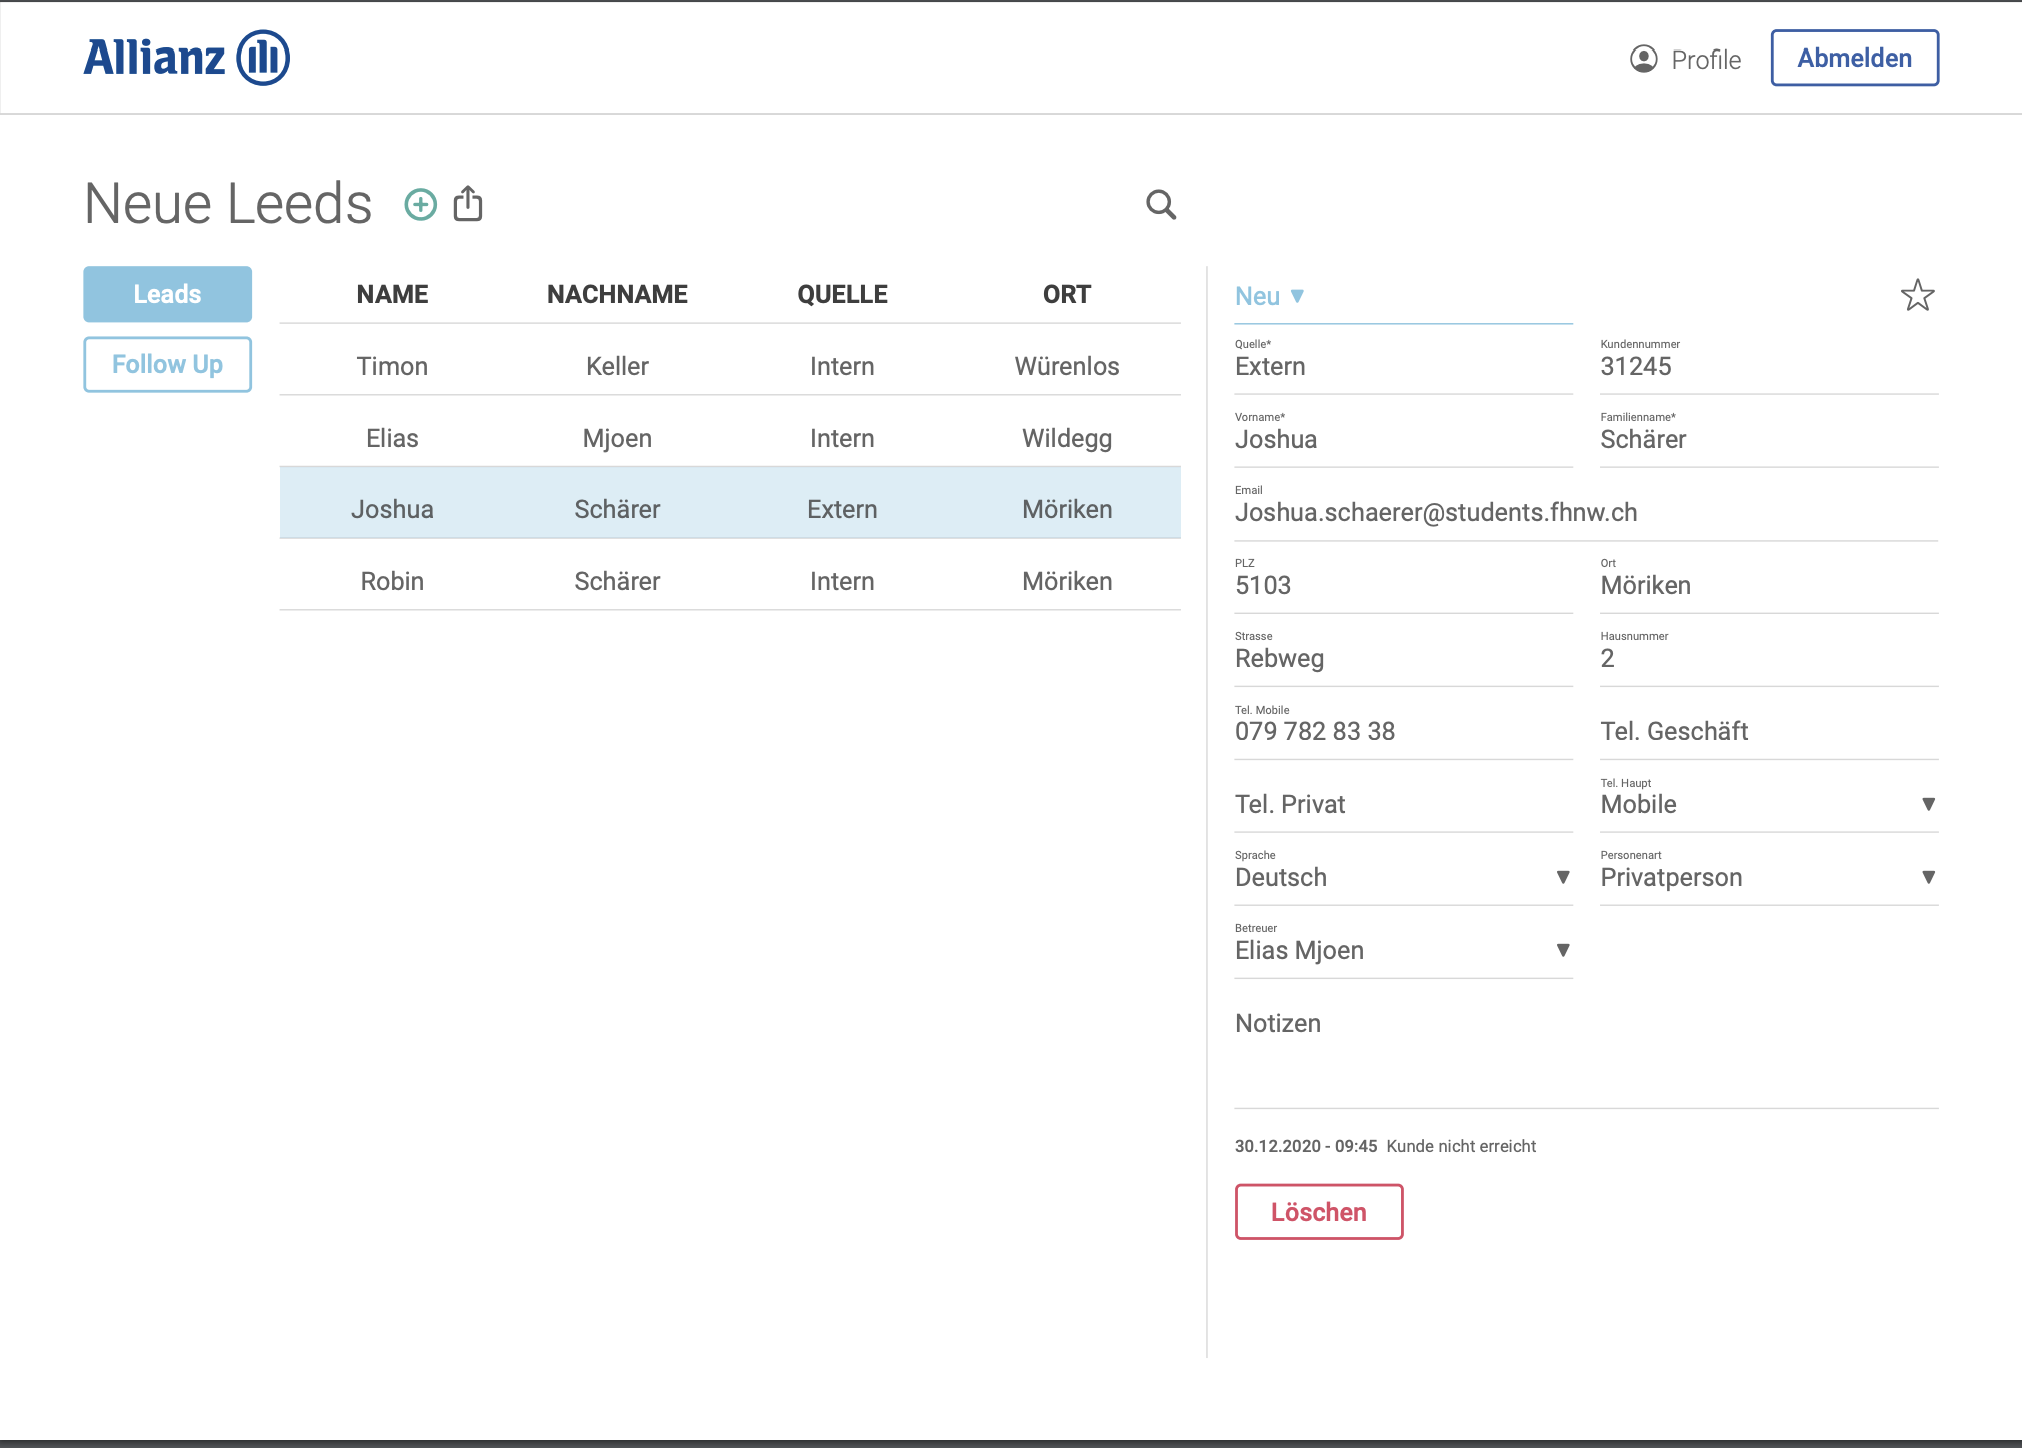 Allianz
Profile
Abmelden
Neue Leeds
Leads
Follow Up
NAME NACHNAME QUELLE ORT
Timon Keller Intern Würenlos
Elias Mjoen Intern Wildegg
Joshua Schärer Extern Möriken
Robin Schärer Intern Möriken
Neu ▼
Quelle* Kundennummer
Extern 31245
Vorname* Familienname*
Joshua Schärer
Email
Joshua.schaerer@students.fhnw.ch
PLZ Ort
5103 Möriken
Strasse Hausnummer
Rebweg 2
Tel. Mobile
079 782 83 38 Tel. Geschäft
Tel. Haupt
Tel. Privat Mobile ▼
Sprache Personenart
Deutsch ▼ Privatperson ▼
Betreuer
Elias Mjoen ▼
Notizen
30.12.2020 - 09:45 Kunde nicht erreicht
Löschen